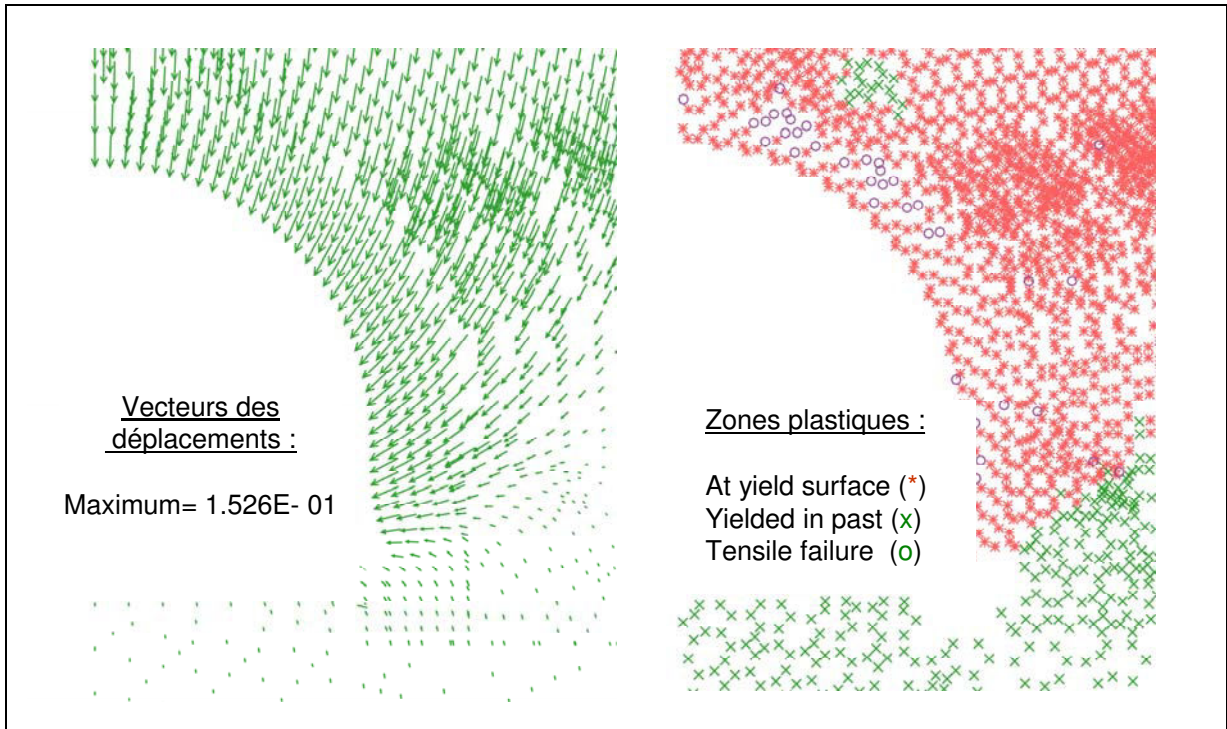 Vecteurs des
déplacements :
Maximum= 1.526E- 01
Zones plastiques :
At yield surface (*)
Yielded in past (x)
Tensile failure (o)